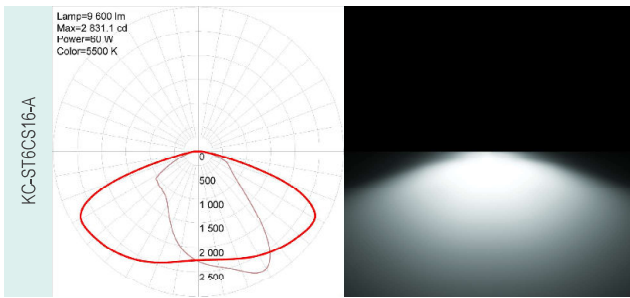 KC-ST6CS16-A
Lamp=9 600 lm
Max=2 831.1 cd
Power=60 W
Color=5500 K
0
500
1 000
1 500
2 000
2 500